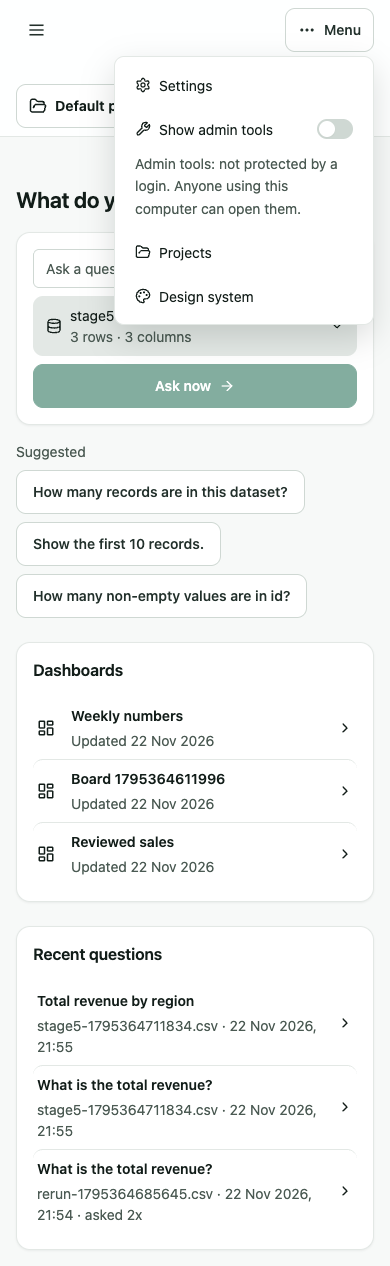 Menu
Settings
Show admin tools
Admin tools: not protected by a
login. Anyone using this
computer can open them.
Projects
Design system
Default
What do
Ask a
stage5
3 rows · 3 columns
Ask now
Suggested
How many records are in this dataset?
Show the first 10 records.
How many non-empty values are in id?
Dashboards
Weekly numbers
Updated 22 Nov 2026
Board 1795364611996
Updated 22 Nov 2026
Reviewed sales
Updated 22 Nov 2026
Recent questions
Total revenue by region
stage5-1795364711834.csv · 22 Nov 2026,
21:55
What is the total revenue?
stage5-1795364711834.csv · 22 Nov 2026,
21:55
What is the total revenue?
rerun-1795364685645.csv · 22 Nov 2026,
21:54 · asked 2x